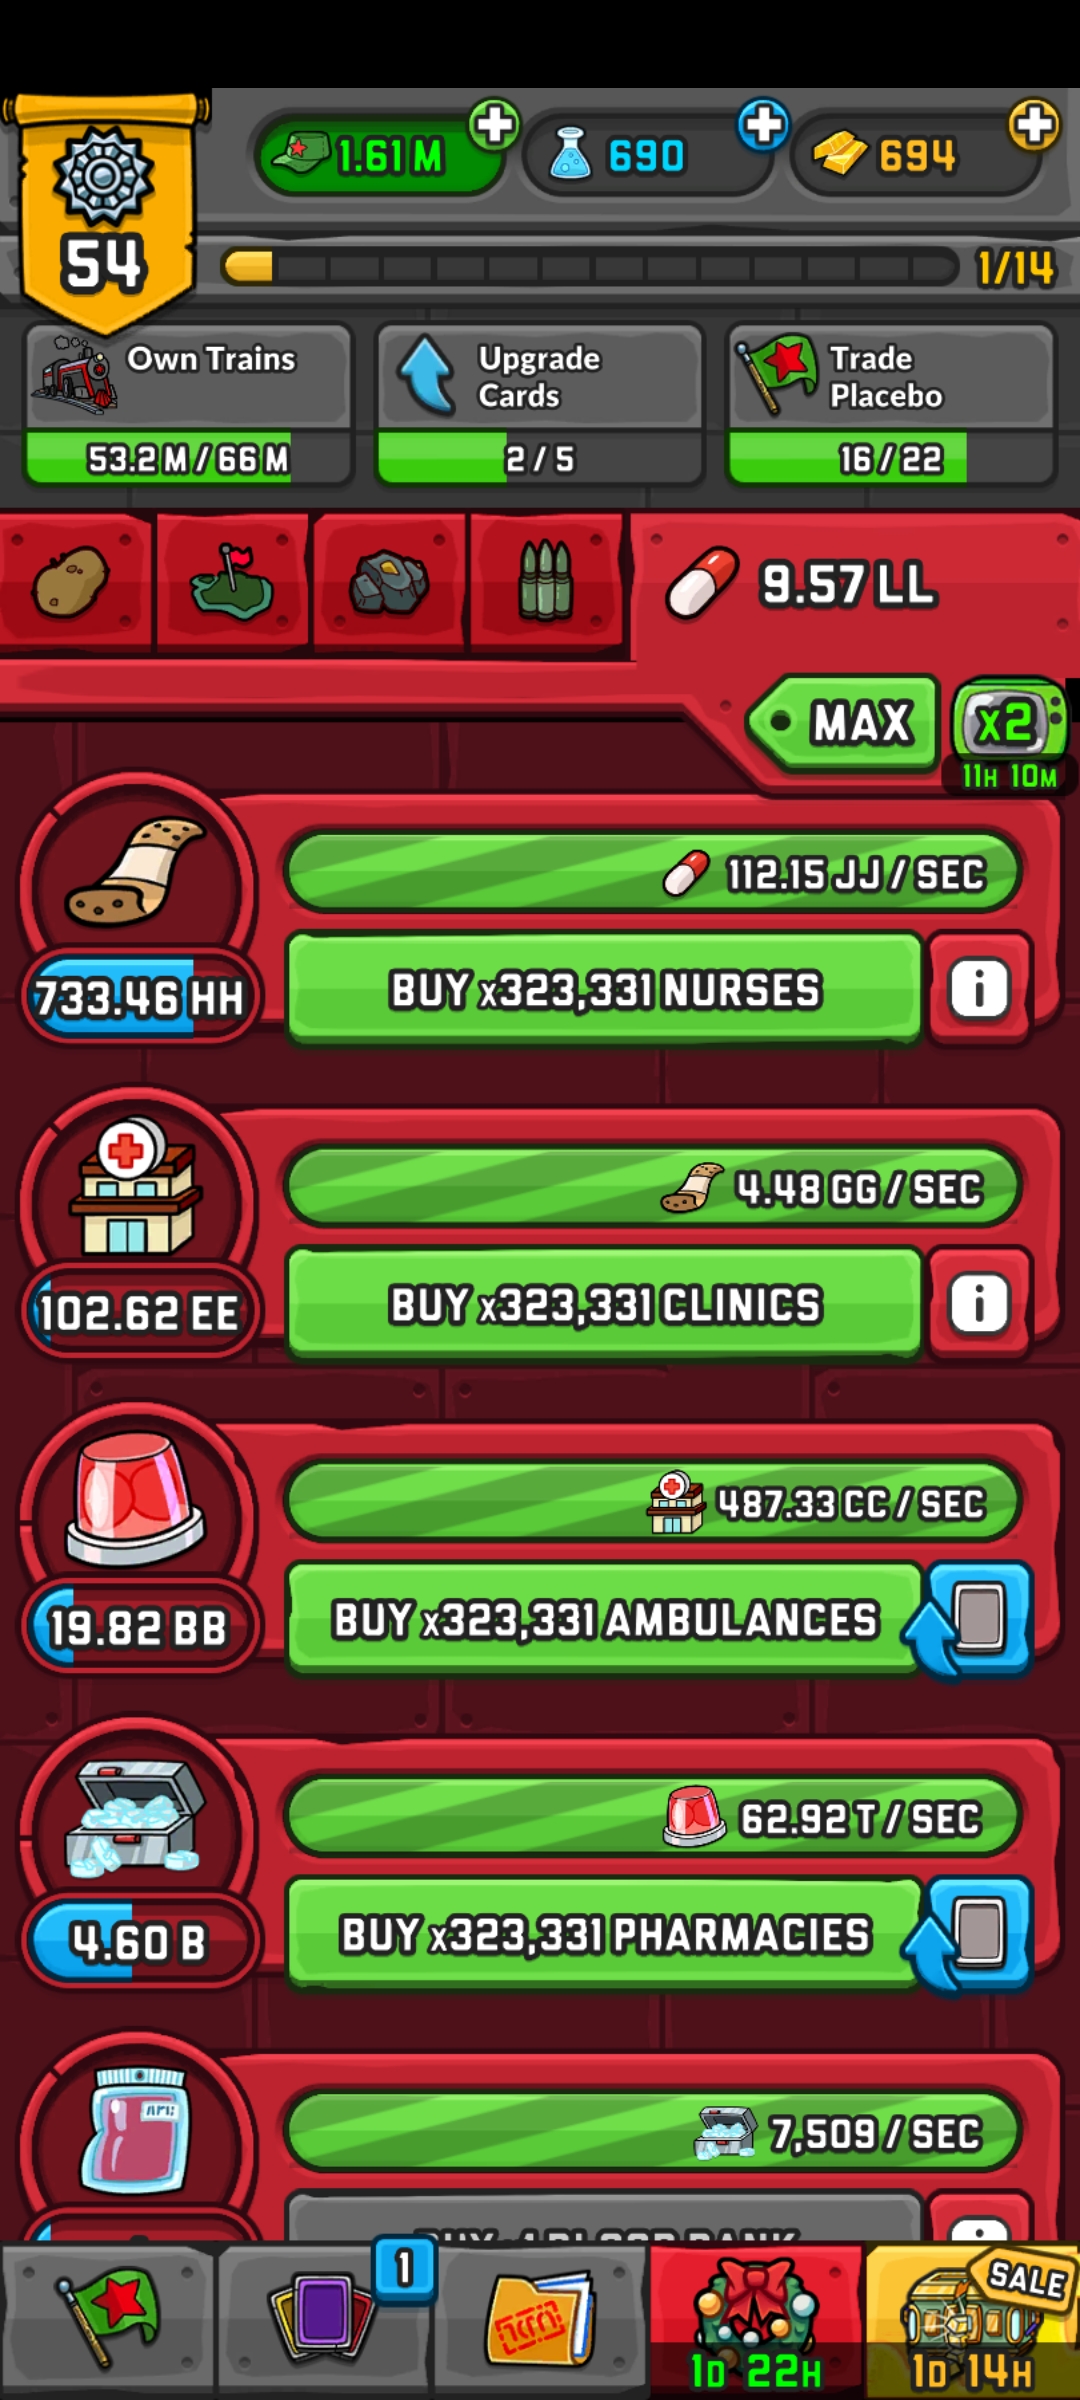 1.61 M
690
694
54
1/14
Own Trains
53.2 M / 66 M
Upgrade
Cards
2 / 5
Trade
Placebo
16 / 22
9.57 LL
MAX
x2
11H 10M
112.15 JJ / SEC
733.46 HH
BUY x323,331 NURSES
i
4.48 GG / SEC
102.62 EE
BUY x323,331 CLINICS
i
487.33 CC / SEC
19.82 BB
BUY x323,331 AMBULANCES
62.92 T / SEC
4.60 B
BUY x323,331 PHARMACIES
7,509 / SEC
BUY x1 BLOOD BANK
1
SALE
1D 22H
1D 14H